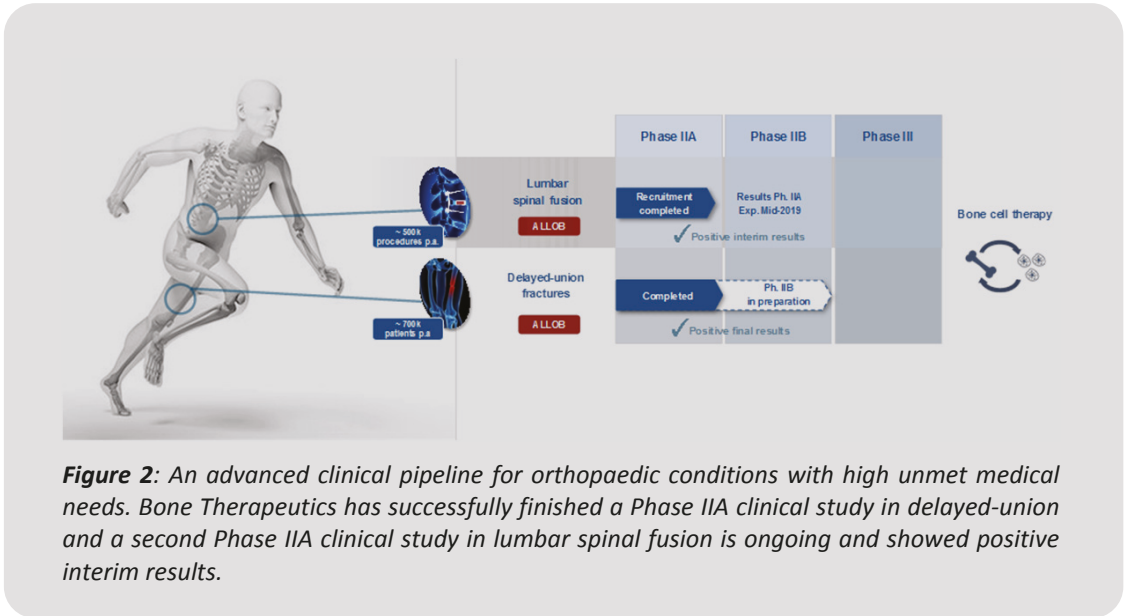 Phase IIA
Phase IIB
Phase III
Lumbar
spinal fusion
ALLOB
~ 500k
procedures p.a.
Recruitment
completed
Results Ph. IIA
Exp. Mid-2019
✓ Positive interim results
Bone cell therapy
Delayed-union
fractures
ALLOB
~ 700k
patients p.a
Completed
Ph. IIB
in preparation
✓ Positive final results
Figure 2: An advanced clinical pipeline for orthopaedic conditions with high unmet medical
needs. Bone Therapeutics has successfully finished a Phase IIA clinical study in delayed-union
and a second Phase IIA clinical study in lumbar spinal fusion is ongoing and showed positive
interim results.